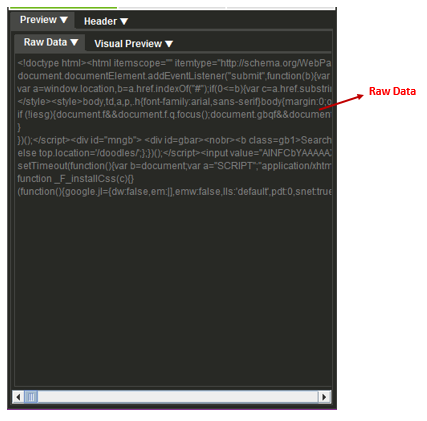 Preview ▼ Header ▼
Raw Data ▼ Visual Preview ▼
<!doctype html><html itemscope="" itemtype="http://schema.org/WebPa
document.documentElement.addEventListener("submit",function(b){var
var a=window.location,b=a.href.indexOf("#");if(0<=b){var c=a.href.substrin
</style><style>body,td,a,p,.h{font-family:arial,sans-serif}body{margin:0;o
Raw Data
if (!iesg){document.f&&document.f.q.focus();document.gbqf&&documen
}
})();</script><div id="mngb"> <div id=gbar><nobr><b class=gb1>Search
else top.location='/doodles/';};})();</script><input value="AINFCbYAAAAA
setTimeout(function(){var b=document;var a="SCRIPT";"application/xhtm
function _F_installCss(c){}
(function(){google.jl={dw:false,em:[],emw:false,lls:'default',pdt:0,snet:true